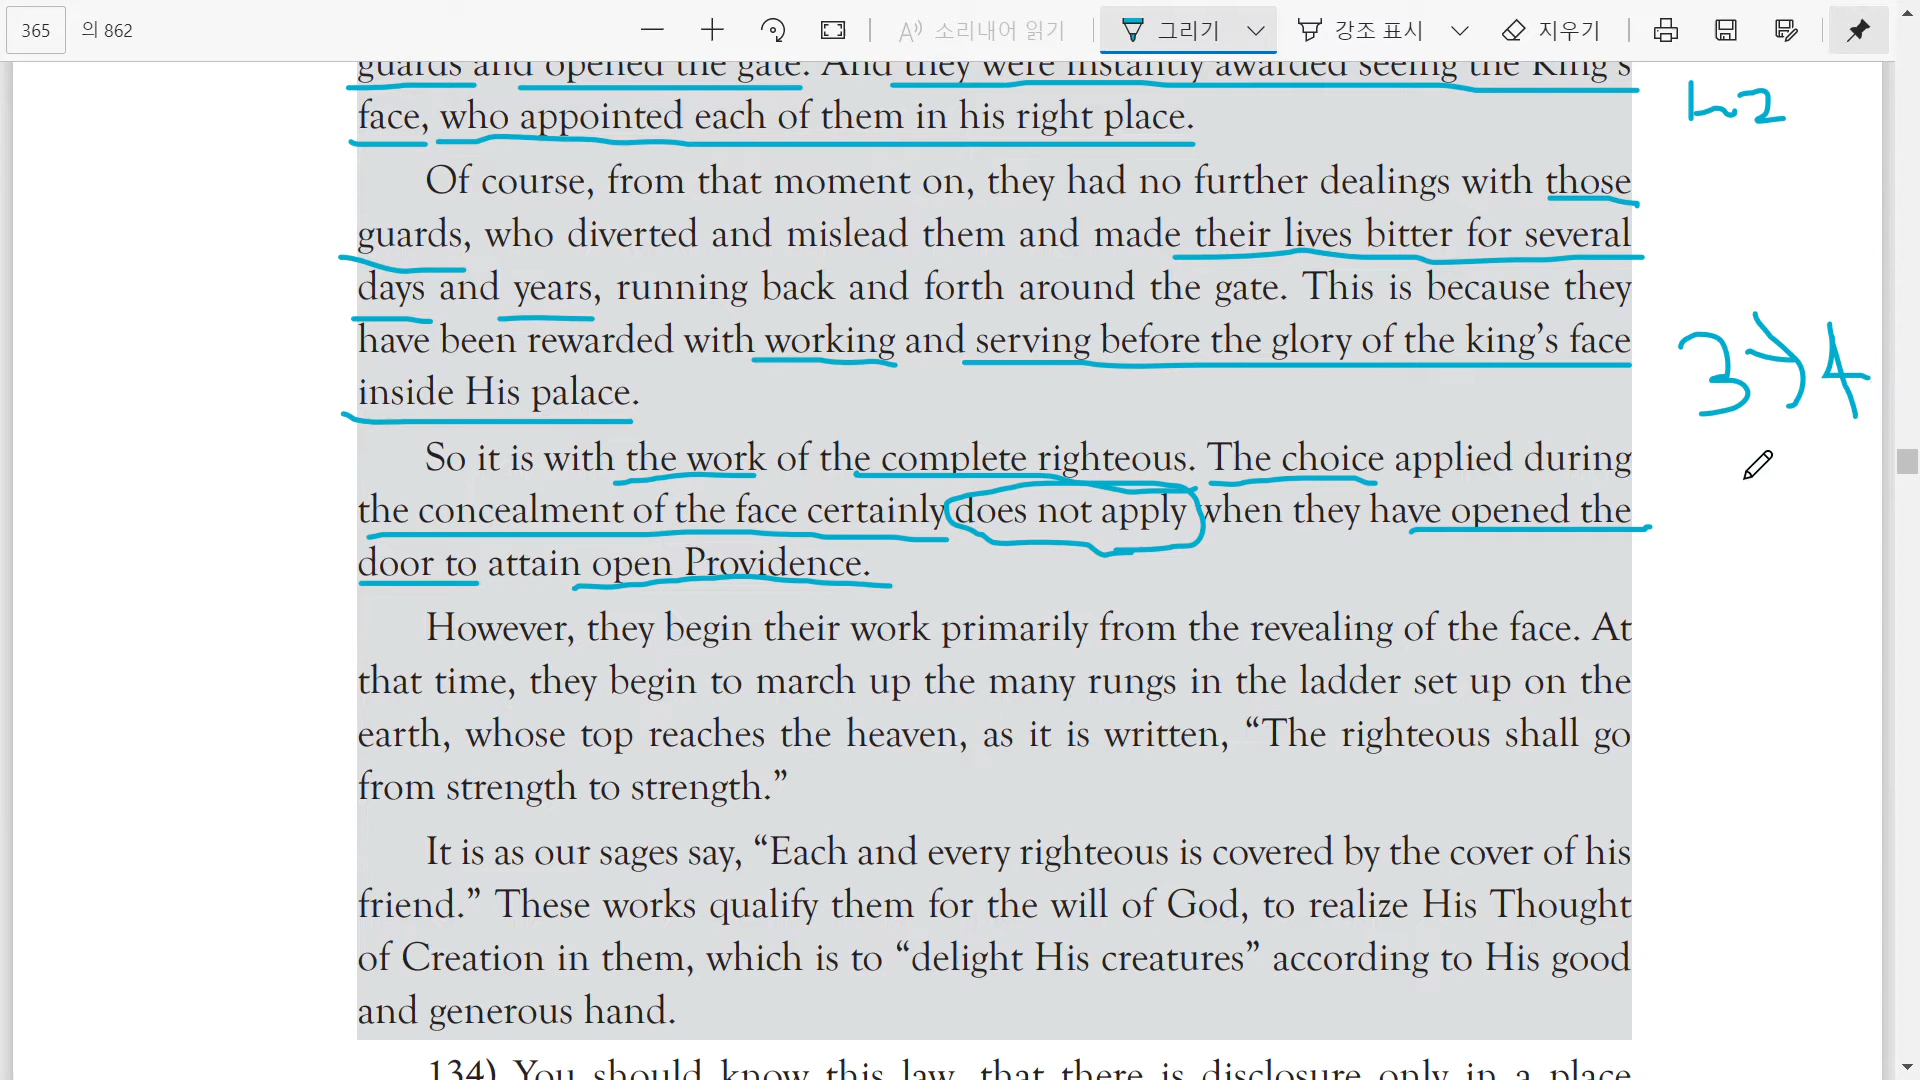 365 의 862 소리내어 읽기 그리기 강조 표시 지우기
guards and opened the gate. And they were instantly awarded seeing the King's
face, who appointed each of them in his right place.
Of course, from that moment on, they had no further dealings with those
guards, who diverted and mislead them and made their lives bitter for several
days and years, running back and forth around the gate. This is because they
have been rewarded with working and serving before the glory of the king’s face
inside His palace.
So it is with the work of the complete righteous. The choice applied during
the concealment of the face certainly does not apply when they have opened the
door to attain open Providence.
However, they begin their work primarily from the revealing of the face. At
that time, they begin to march up the many rungs in the ladder set up on the
earth, whose top reaches the heaven, as it is written, “The righteous shall go
from strength to strength.”
It is as our sages say, “Each and every righteous is covered by the cover of his
friend.” These works qualify them for the will of God, to realize His Thought
of Creation in them, which is to “delight His creatures” according to His good
and generous hand.
134) You should know this law, that there is disclosure only in a place
3→4